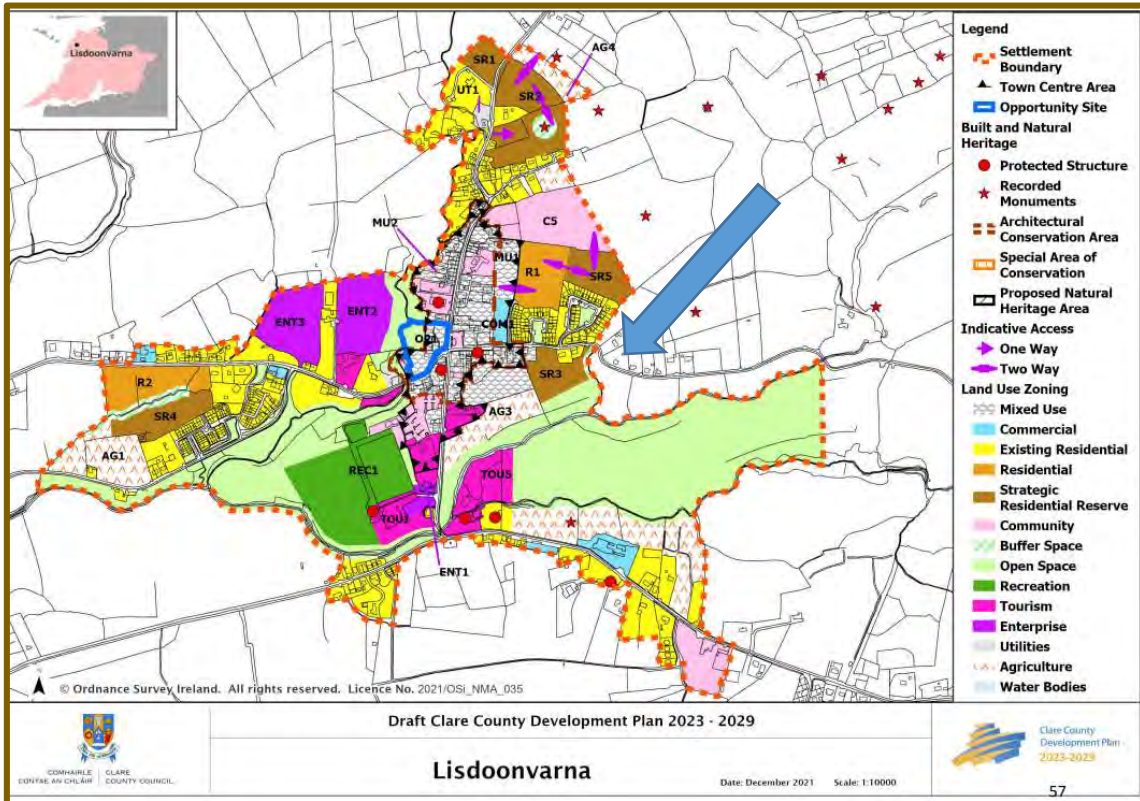 Lisdoonvarna
SR1
AG4
UT1
SR2
C5
MU2
MU1
R1
SR5
ENT3
ENT2
COM1
OP1
R2
SR3
SR4
AG3
AG1
REC1
TOU5
ENT1
© Ordnance Survey Ireland. All rights reserved. Licence No. 2021/OSi_NMA_035
Legend
Settlement
Boundary
Town Centre Area
Opportunity Site
Built and Natural
Heritage
Protected Structure
Recorded
Monuments
Architectural
Conservation Area
Special Area of
Conservation
Proposed Natural
Heritage Area
Indicative Access
One Way
Two Way
Land Use Zoning
Mixed Use
Commercial
Existing Residential
Residential
Strategic
Residential Reserve
Community
Buffer Space
Open Space
Recreation
Tourism
Enterprise
Utilities
Agriculture
Water Bodies
COMHAIRLE
CONTAE AN CHLÁIR
CLARE
COUNTY COUNCIL
Draft Clare County Development Plan 2023 - 2029
Lisdoonvarna
Date: December 2021
Scale: 1:10000
Clare County
Development Plan
2023-2029
57